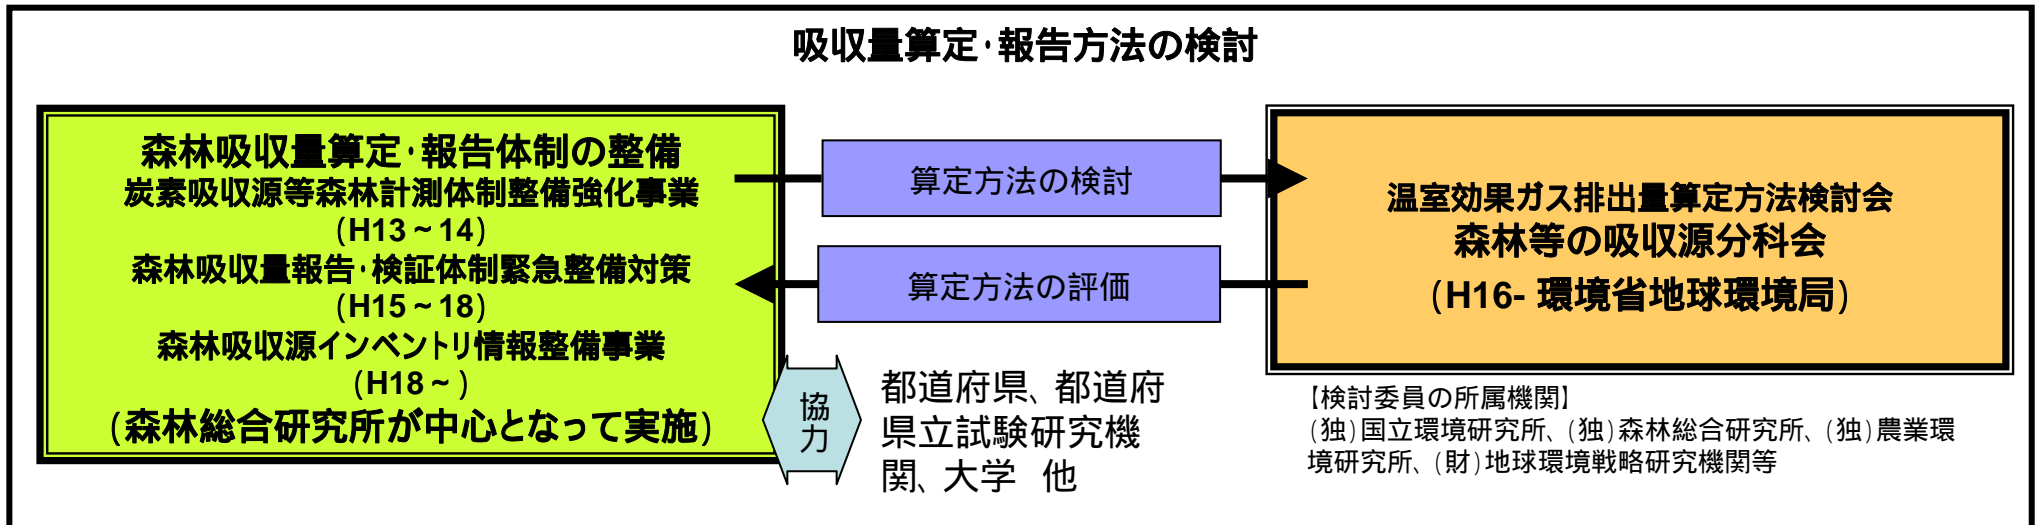 吸収量算定・報告方法の検討
森林吸収量算定・報告体制の整備
炭素吸収源等森林計測体制整備強化事業
(H13～14)
森林吸収量報告・検証体制緊急整備対策
(H15～18)
森林吸収源インベントリ情報整備事業
(H18～)
(森林総合研究所が中心となって実施)
算定方法の検討
算定方法の評価
協力
都道府県、都道府
県立試験研究機
関、大学 他
温室効果ガス排出量算定方法検討会
森林等の吸収源分科会
(H16- 環境省地球環境局)
【検討委員の所属機関】
(独)国立環境研究所、(独)森林総合研究所、(独)農業環
境研究所、(財)地球環境戦略研究機関等